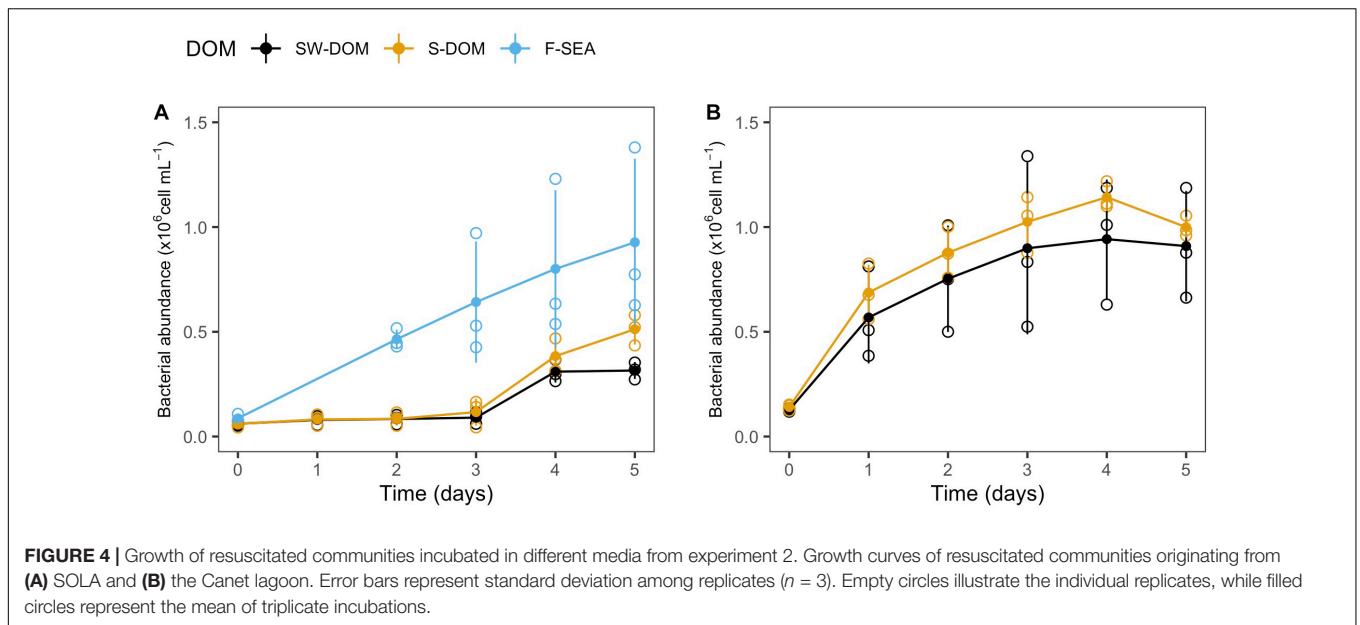 DOM SW-DOM S-DOM F-SEA
A
Bacterial abundance (x10⁶cell mL⁻¹)
1.5
1.0
0.5
0.0
0 1 2 3 4 5
Time (days)
B
Bacterial abundance (x10⁶cell mL⁻¹)
1.5
1.0
0.5
0.0
0 1 2 3 4 5
Time (days)
FIGURE 4 | Growth of resuscitated communities incubated in different media from experiment 2. Growth curves of resuscitated communities originating from
(A) SOLA and (B) the Canet lagoon. Error bars represent standard deviation among replicates (n = 3). Empty circles illustrate the individual replicates, while filled
circles represent the mean of triplicate incubations.